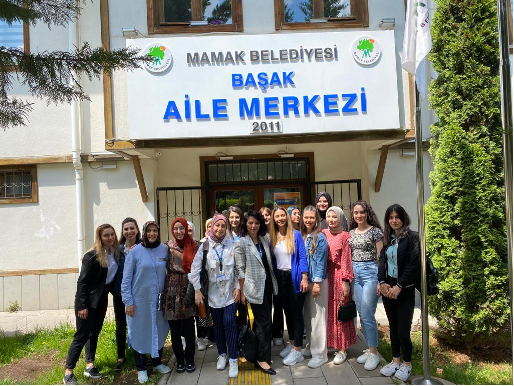 MAMAK BELEDİYESİ
BAŞAK
AİLE MERKEZİ
2011